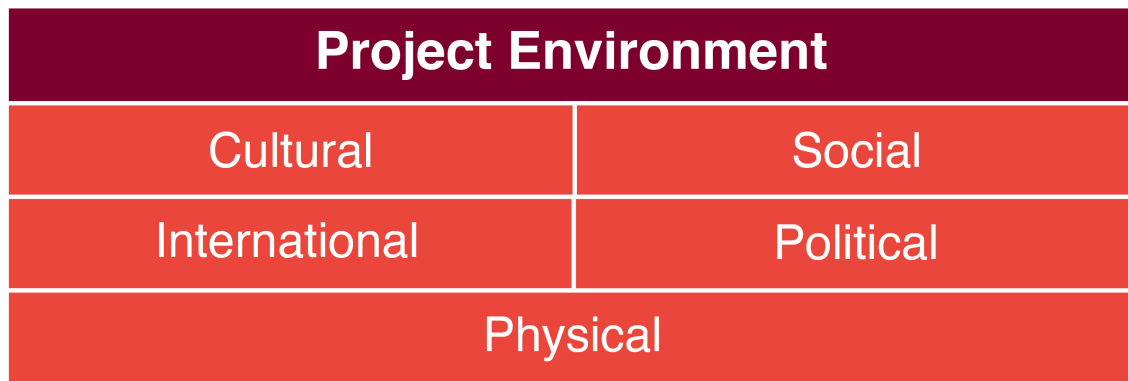 Project Environment
Cultural
Social
International
Political
Physical